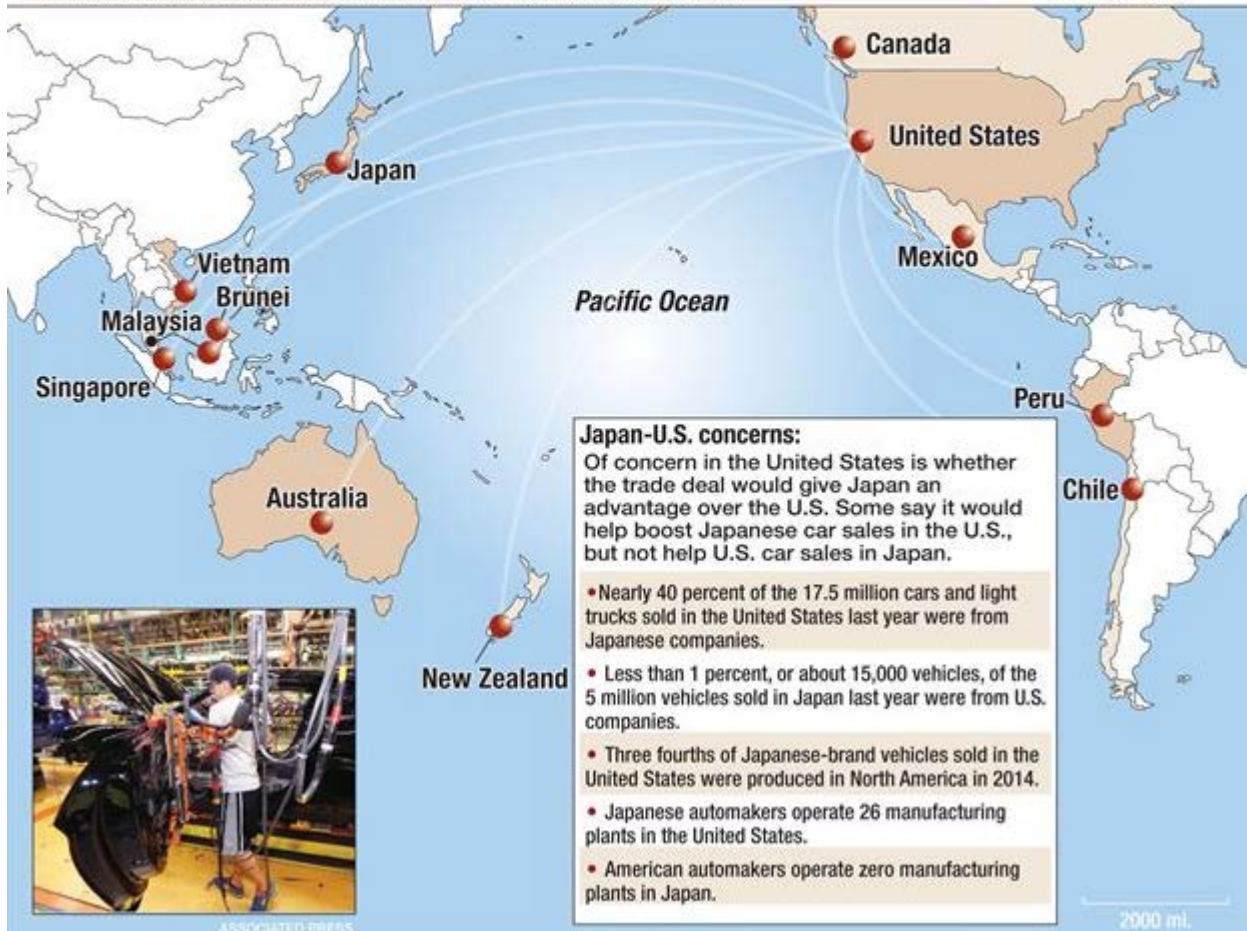 Canada
United States
Japan
Mexico
Vietnam
Brunei
Pacific Ocean
Malaysia
Singapore
Peru
Japan-U.S. concerns:
Of concern in the United States is whether
the trade deal would give Japan an
advantage over the U.S. Some say it would
help boost Japanese car sales in the U.S.,
but not help U.S. car sales in Japan.
Chile
Australia
•Nearly 40 percent of the 17.5 million cars and light
trucks sold in the United States last year were from
Japanese companies.
New Zealand
• Less than 1 percent, or about 15,000 vehicles, of the
5 million vehicles sold in Japan last year were from U.S.
companies.
• Three fourths of Japanese-brand vehicles sold in the
United States were produced in North America in 2014.
• Japanese automakers operate 26 manufacturing
plants in the United States.
• American automakers operate zero manufacturing
plants in Japan.
2000 mi.
ASSOCIATED PRESS